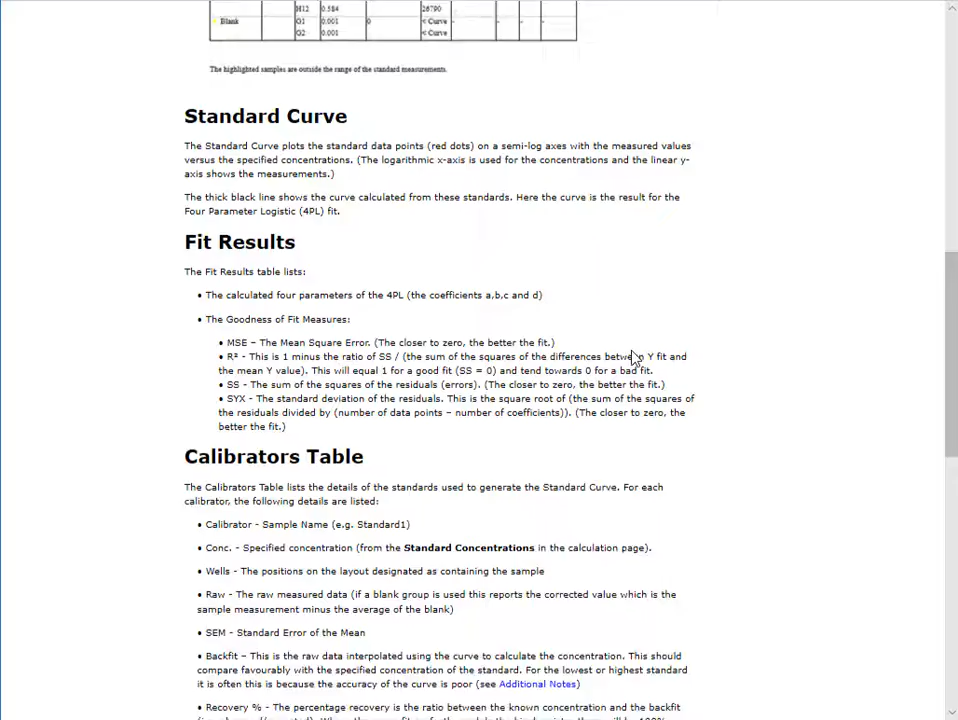 H12 0.584 26790
Blank G1 0.001 0 < Curve - - - -
G2 0.001 < Curve
The highlighted samples are outside the range of the standard measurements.
Standard Curve
The Standard Curve plots the standard data points (red dots) on a semi-log axes with the measured values
versus the specified concentrations. (The logarithmic x-axis is used for the concentrations and the linear y-
axis shows the measurements.)
The thick black line shows the curve calculated from these standards. Here the curve is the result for the
Four Parameter Logistic (4PL) fit.
Fit Results
The Fit Results table lists:
• The calculated four parameters of the 4PL (the coefficients a,b,c and d)
• The Goodness of Fit Measures:
• MSE – The Mean Square Error. (The closer to zero, the better the fit.)
• R² - This is 1 minus the ratio of SS / (the sum of the squares of the differences between Y fit and
the mean Y value). This will equal 1 for a good fit (SS = 0) and tend towards 0 for a bad fit.
• SS - The sum of the squares of the residuals (errors). (The closer to zero, the better the fit.)
• SYX - The standard deviation of the residuals. This is the square root of (the sum of the squares of
the residuals divided by (number of data points – number of coefficients)). (The closer to zero, the
better the fit.)
Calibrators Table
The Calibrators Table lists the details of the standards used to generate the Standard Curve. For each
calibrator, the following details are listed:
• Calibrator - Sample Name (e.g. Standard1)
• Conc. - Specified concentration (from the Standard Concentrations in the calculation page).
• Wells - The positions on the layout designated as containing the sample
• Raw - The raw measured data (if a blank group is used this reports the corrected value which is the
sample measurement minus the average of the blank)
• SEM - Standard Error of the Mean
• Backfit – This is the raw data interpolated using the curve to calculate the concentration. This should
compare favourably with the specified concentration of the standard. For the lowest or highest standard
it is often this is because the accuracy of the curve is poor (see Additional Notes)
• Recovery % - The percentage recovery is the ratio between the known concentration and the backfit